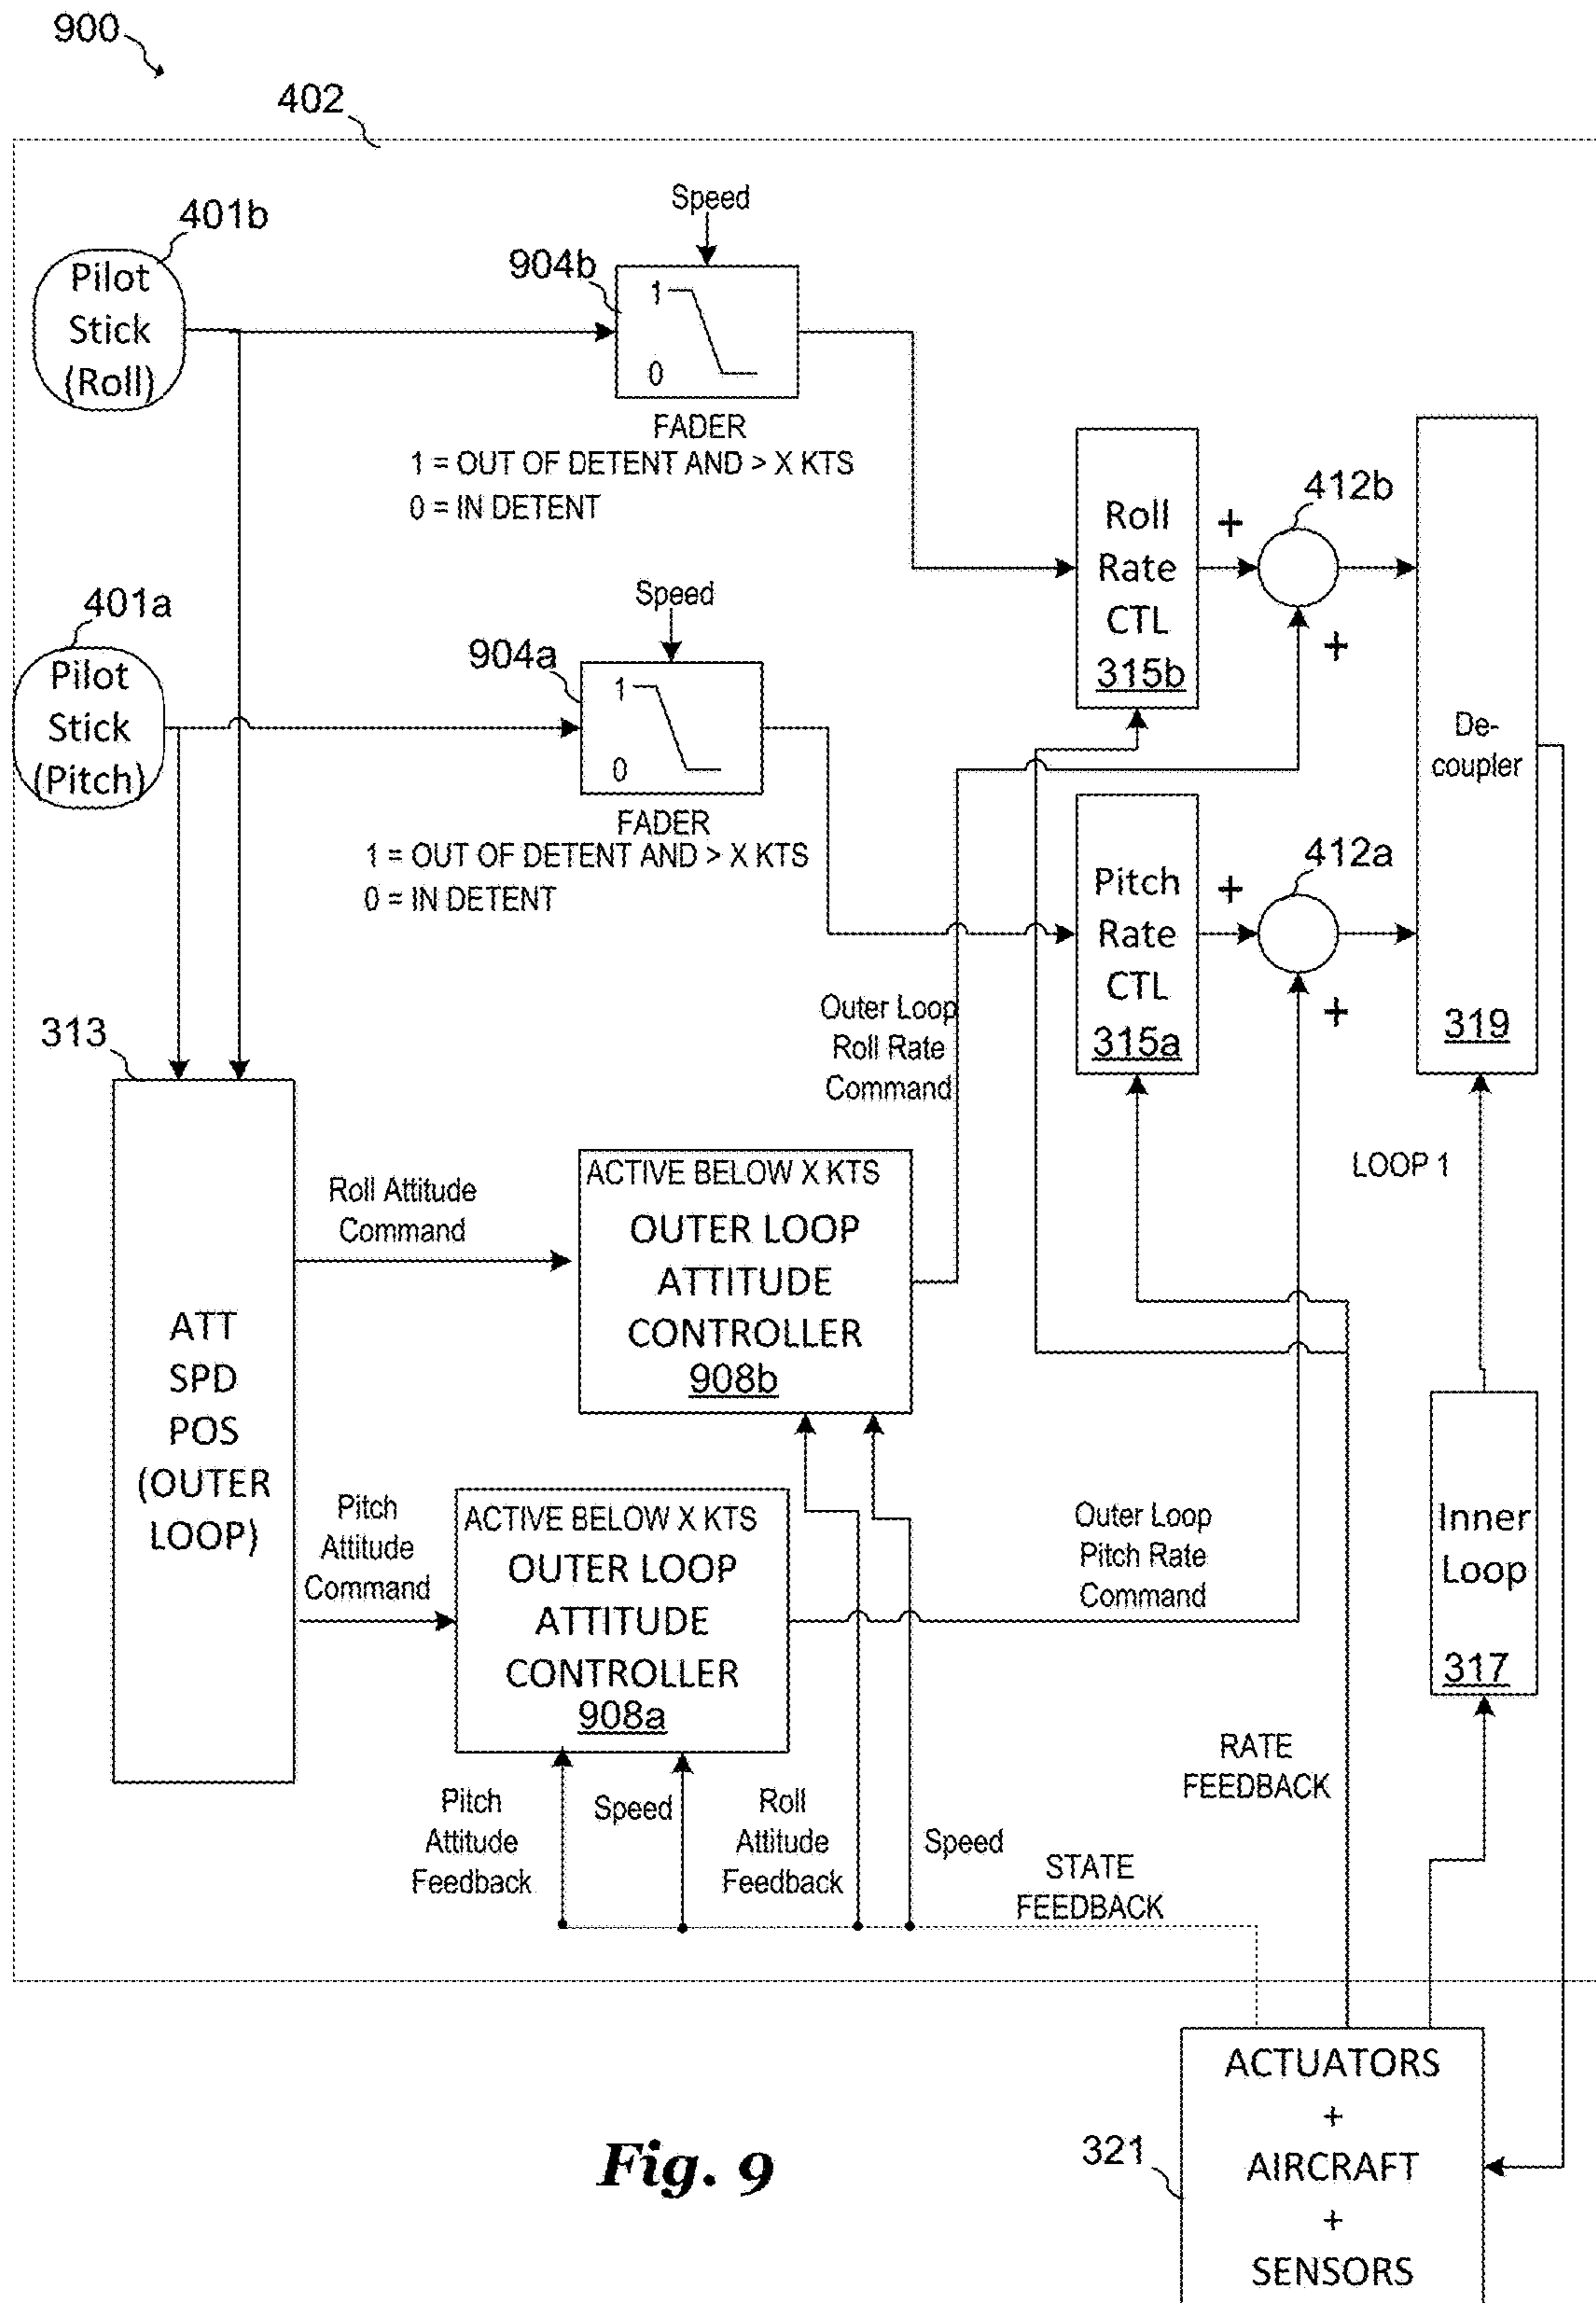 900
402
401b
Pilot
Stick
(Roll)
Speed
904b
1
0
FADER
1 = OUT OF DETENT AND > X KTS
0 = IN DETENT
Roll
Rate
CTL
315b
+
412b
+
De-
coupler
319
401a
Pilot
Stick
(Pitch)
Speed
904a
1
0
FADER
1 = OUT OF DETENT AND > X KTS
0 = IN DETENT
Pitch
Rate
CTL
315a
+
412a
+
Outer Loop
Roll Rate
Command
313
ATT
SPD
POS
(OUTER
LOOP)
Roll Attitude
Command
ACTIVE BELOW X KTS
OUTER LOOP
ATTITUDE
CONTROLLER
908b
LOOP 1
Pitch
Attitude
Command
ACTIVE BELOW X KTS
OUTER LOOP
ATTITUDE
CONTROLLER
908a
Outer Loop
Pitch Rate
Command
Inner
Loop
317
Pitch
Attitude
Feedback
Speed
Roll
Attitude
Feedback
Speed
STATE
FEEDBACK
RATE
FEEDBACK
321
ACTUATORS
+
AIRCRAFT
+
SENSORS
Fig. 9